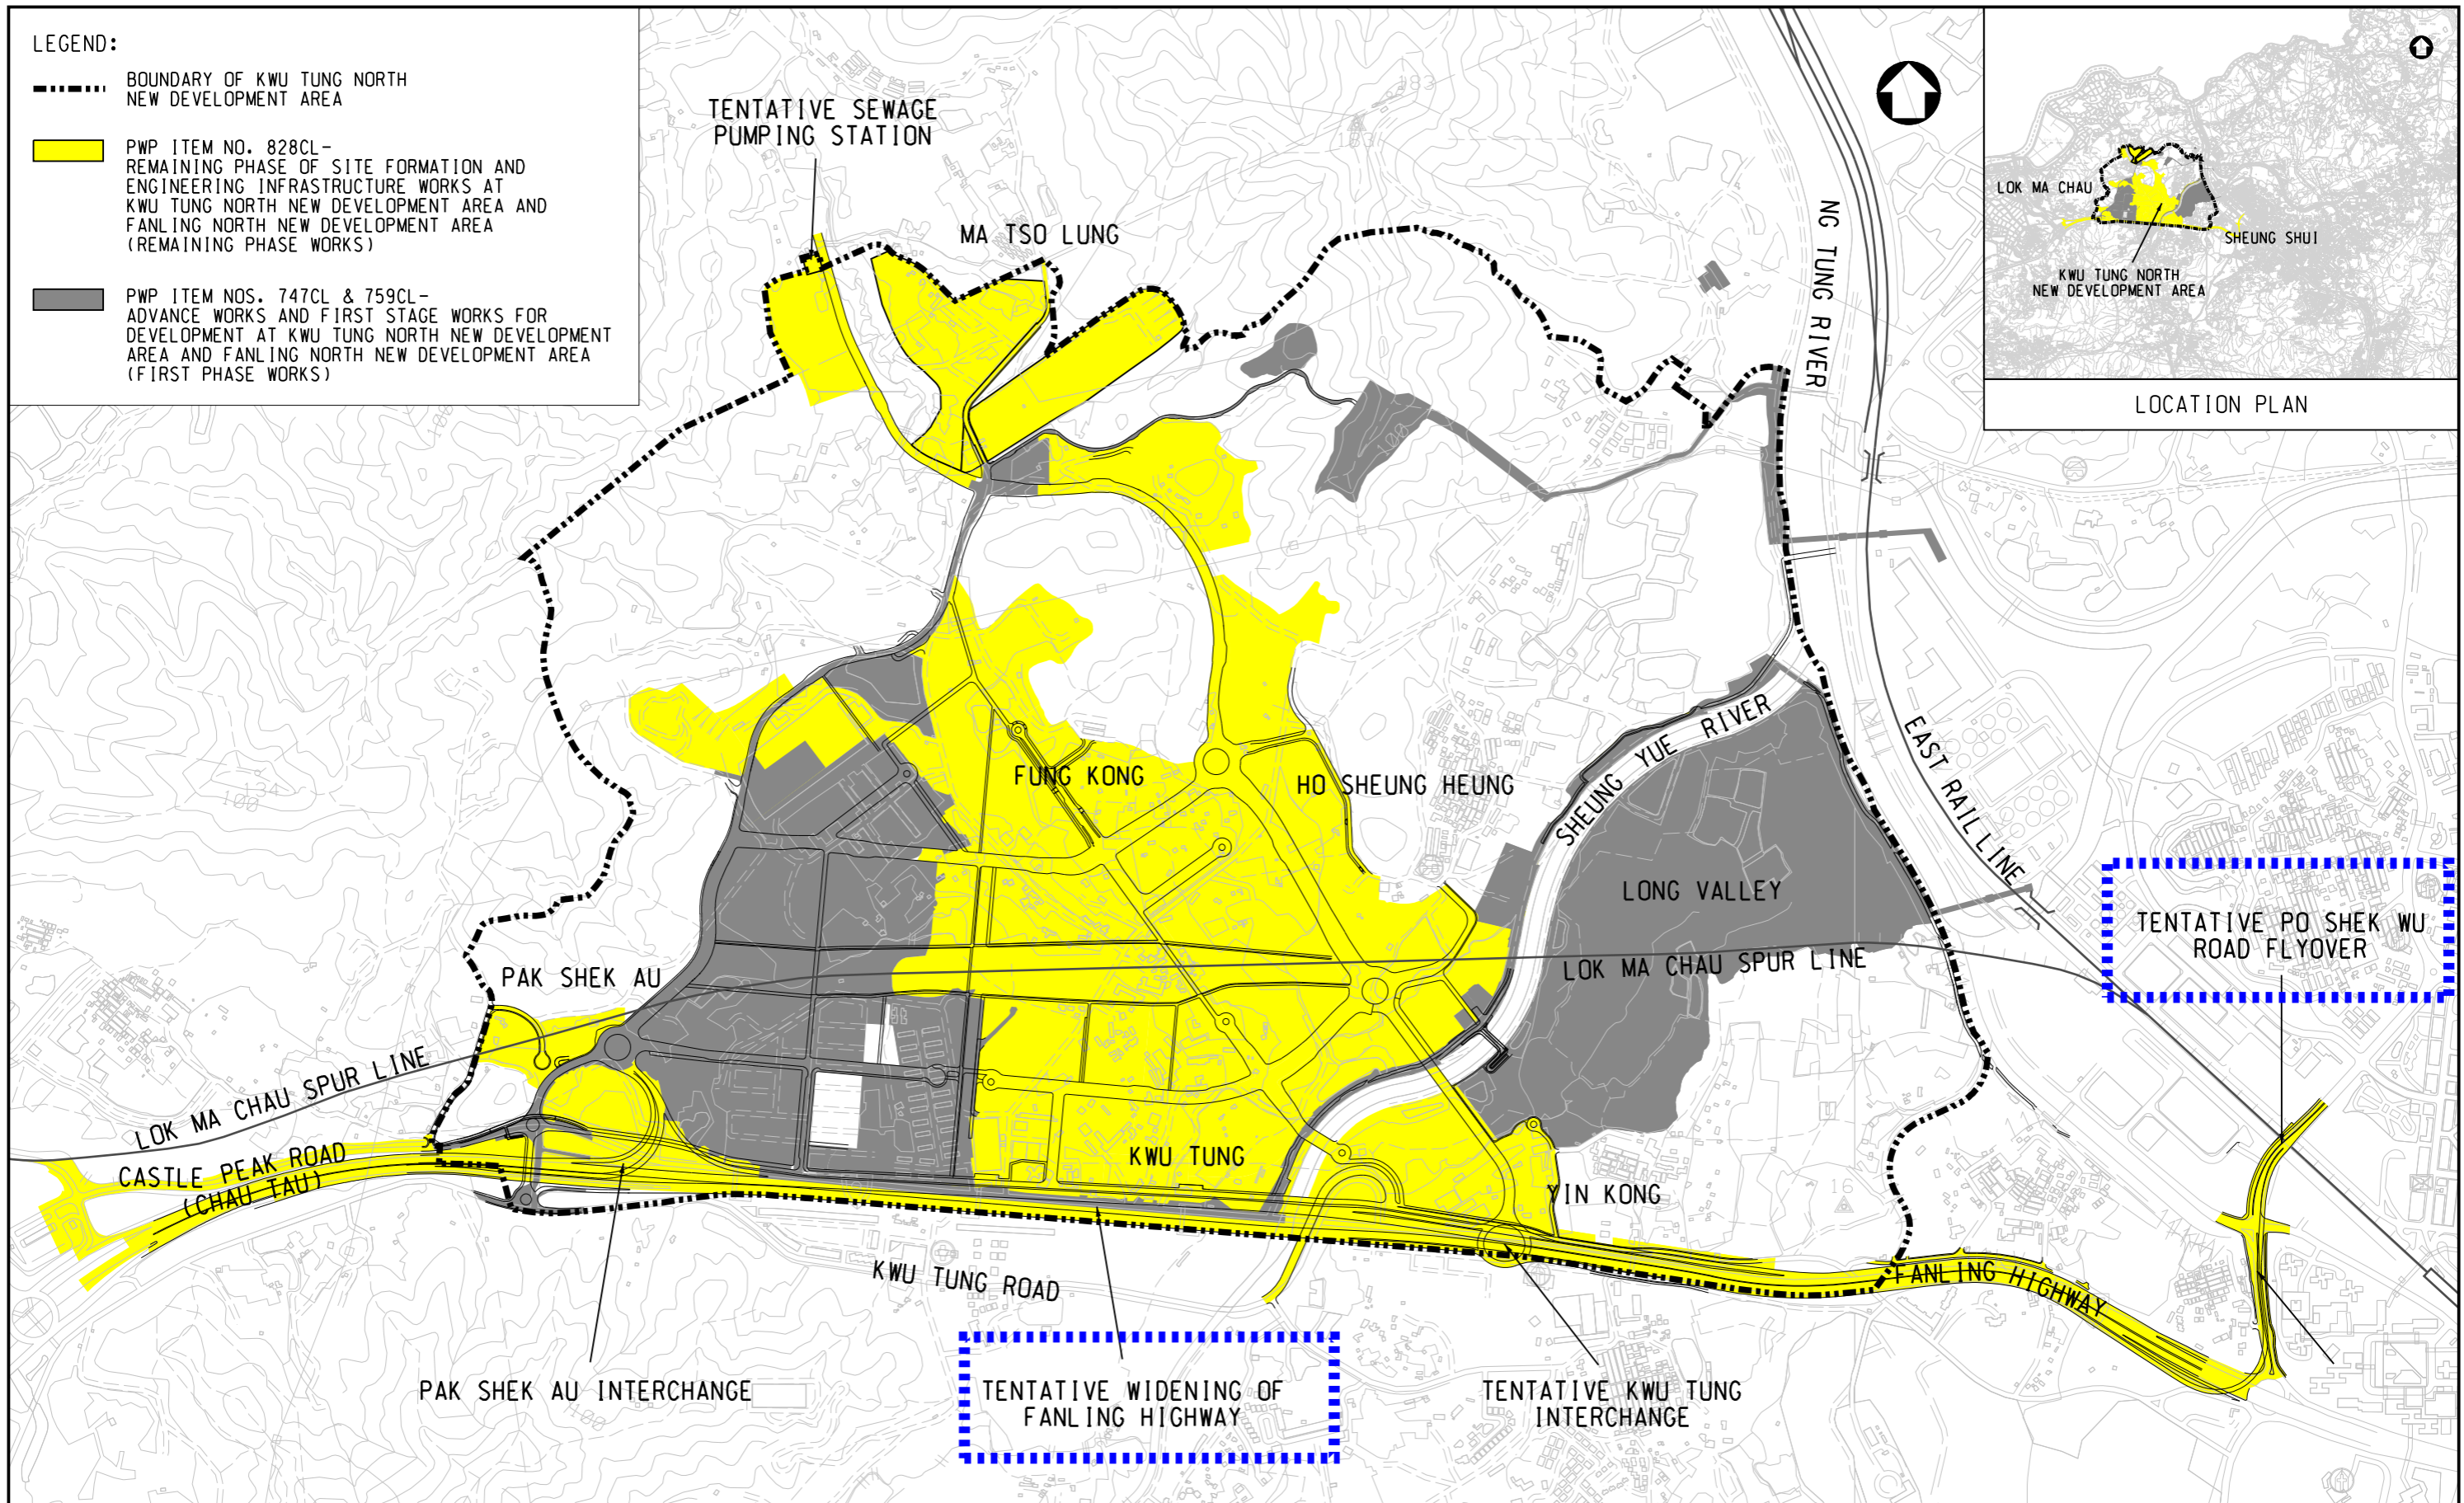 LEGEND:
BOUNDARY OF KWU TUNG NORTH
NEW DEVELOPMENT AREA
PWP ITEM NO. 828CL-
REMAINING PHASE OF SITE FORMATION AND
ENGINEERING INFRASTRUCTURE WORKS AT
KWU TUNG NORTH NEW DEVELOPMENT AREA AND
FANLING NORTH NEW DEVELOPMENT AREA
(REMAINING PHASE WORKS)
PWP ITEM NOS. 747CL & 759CL-
ADVANCE WORKS AND FIRST STAGE WORKS FOR
DEVELOPMENT AT KWU TUNG NORTH NEW DEVELOPMENT
AREA AND FANLING NORTH NEW DEVELOPMENT AREA
(FIRST PHASE WORKS)
TENTATIVE SEWAGE
PUMPING STATION
MA TSO LUNG
NG TUNG RIVER
LOK MA CHAU
SHEUNG SHUI
KWU TUNG NORTH
NEW DEVELOPMENT AREA
LOCATION PLAN
183
183
100
134
100
FUNG KONG
HO SHEUNG HEUNG
SHEUNG YUE RIVER
EAST RAIL LINE
LONG VALLEY
LOK MA CHAU SPUR LINE
TENTATIVE PO SHEK WU
ROAD FLYOVER
PAK SHEK AU
LOK MA CHAU SPUR LINE
CASTLE PEAK ROAD
(CHAU TAU)
KWU TUNG
YIN KONG
16
FANLING HIGHWAY
KWU TUNG ROAD
PAK SHEK AU INTERCHANGE
TENTATIVE WIDENING OF
FANLING HIGHWAY
TENTATIVE KWU TUNG
INTERCHANGE
100